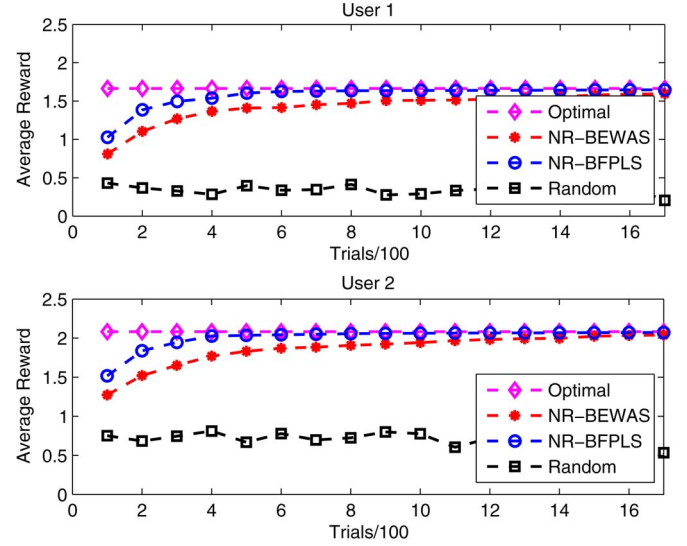 User 1
2.5
2
1.5
1
0.5
0
Average Reward
Optimal
NR-BEWAS
NR-BFPLS
Random
0 2 4 6 8 10 12 14 16
Trials/100
User 2
2.5
2
1.5
1
0.5
0
Average Reward
Optimal
NR-BEWAS
NR-BFPLS
Random
0 2 4 6 8 10 12 14 16
Trials/100